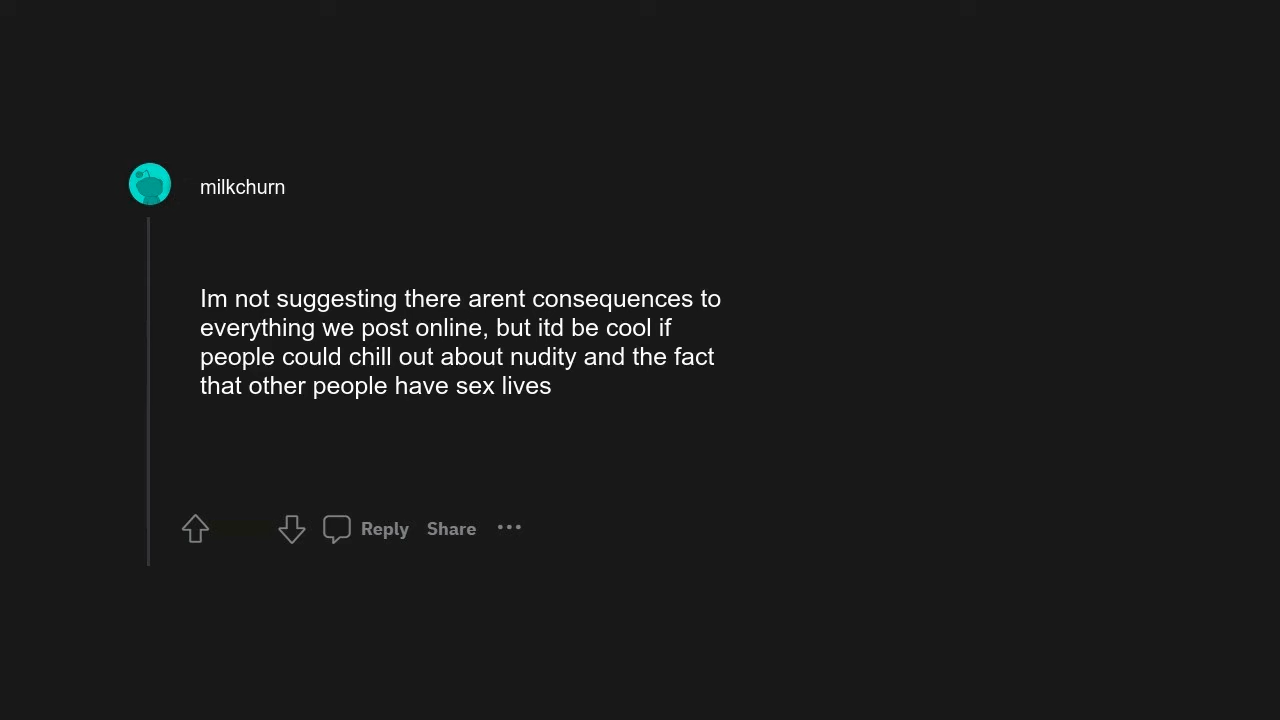 milkchurn
Im not suggesting there arent consequences to
everything we post online, but itd be cool if
people could chill out about nudity and the fact
that other people have sex lives
Reply Share